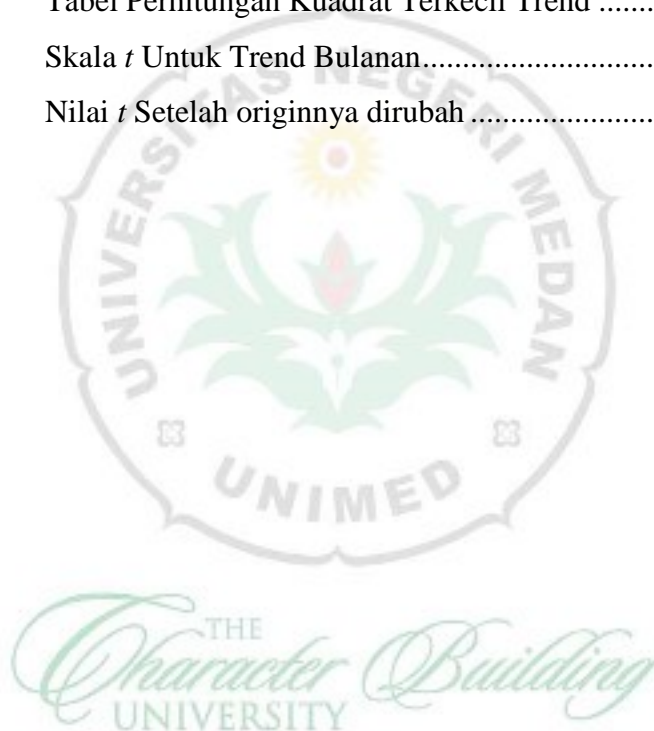 Tabel Perhitungan Kuadrat Terkecil Trend .......
Skala t Untuk Trend Bulanan...........................
Nilai t Setelah originnya dirubah .....................
UNIVERSITAS NEGERI MEDAN
UNIMED
THE
Character Building
UNIVERSITY